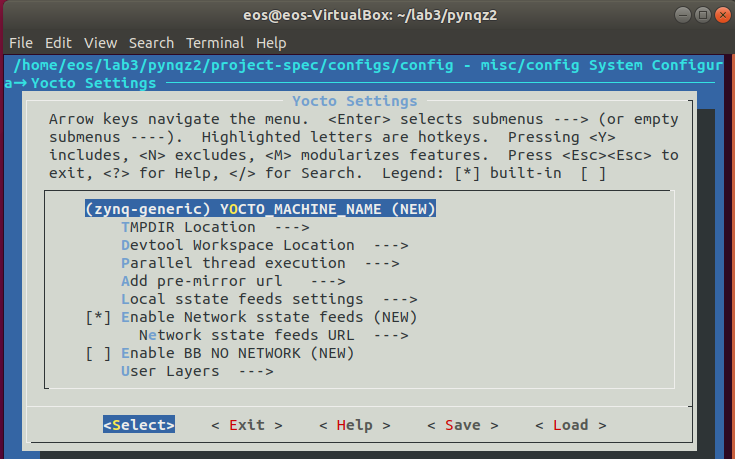 eos@eos-VirtualBox: ~/lab3/pynqz2
File Edit View Search Terminal Help
/home/eos/lab3/pynqz2/project-spec/configs/config - misc/config System Configur
a→Yocto Settings
Yocto Settings
Arrow keys navigate the menu. <Enter> selects submenus ---> (or empty
submenus ----). Highlighted letters are hotkeys. Pressing <Y>
includes, <N> excludes, <M> modularizes features. Press <Esc><Esc> to
exit, <?> for Help, </> for Search. Legend: [*] built-in [ ]
(zynq-generic) YOCTO_MACHINE_NAME (NEW)
TMPDIR Location --->
Devtool Workspace Location --->
Parallel thread execution --->
Add pre-mirror url --->
Local sstate feeds settings --->
[*] Enable Network sstate feeds (NEW)
Network sstate feeds URL --->
[ ] Enable BB NO NETWORK (NEW)
User Layers --->
<Select> < Exit > < Help > < Save > < Load >